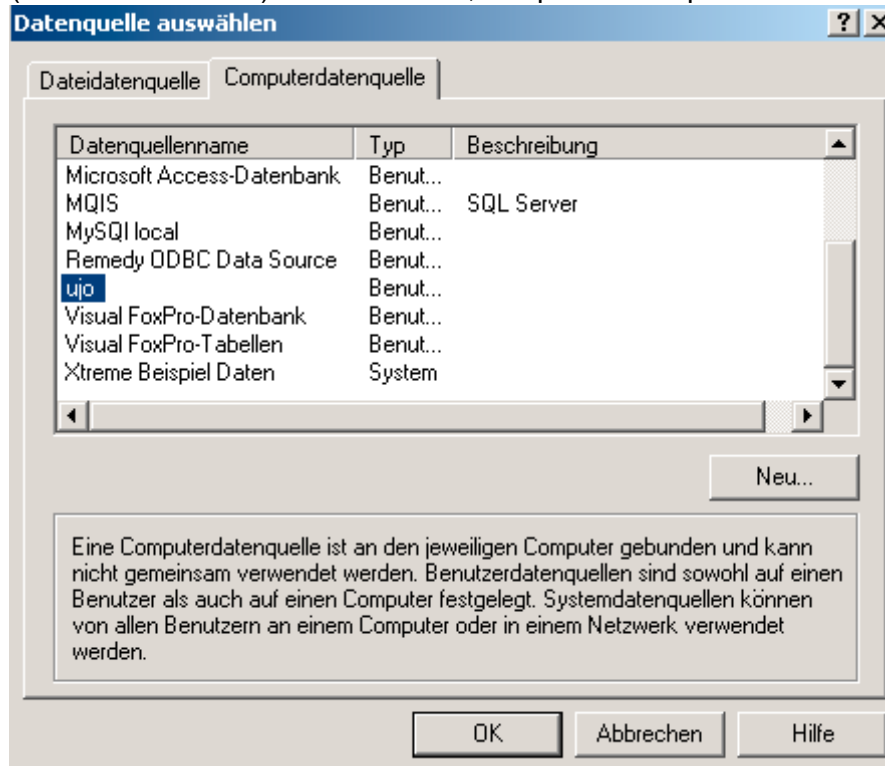 Datenquelle auswählen
Dateidatenquelle Computerdatenquelle
Datenquellenname Typ Beschreibung
Microsoft Access-Datenbank Benut...
MQIS Benut... SQL Server
MySQl local Benut...
Remedy ODBC Data Source Benut...
ujo Benut...
Visual FoxPro-Datenbank Benut...
Visual FoxPro-Tabellen Benut...
Xtreme Beispiel Daten System
Neu...
Eine Computerdatenquelle ist an den jeweiligen Computer gebunden und kann
nicht gemeinsam verwendet werden. Benutzerdatenquellen sind sowohl auf einen
Benutzer als auch auf einen Computer festgelegt. Systemdatenquellen können
von allen Benutzern an einem Computer oder in einem Netzwerk verwendet
werden.
OK Abbrechen Hilfe